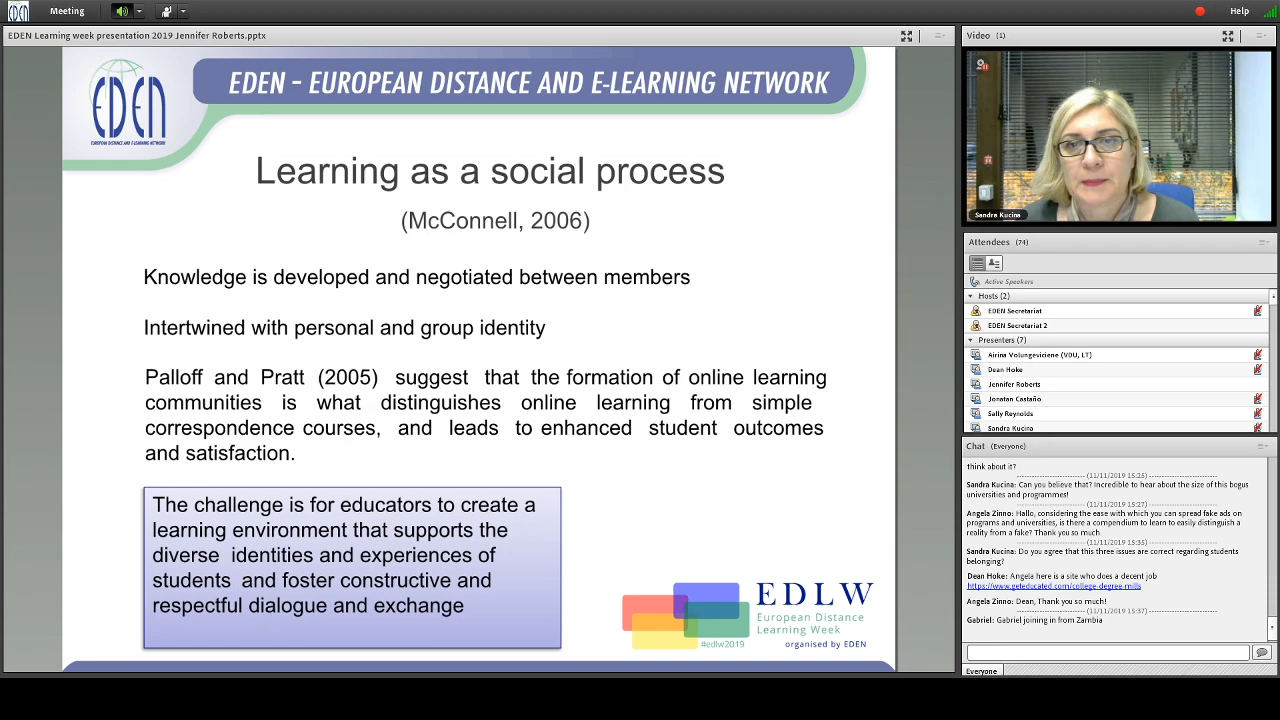 Meeting
Help
EDEN Learning week presentation 2019 Jennifer Roberts.pptx
EDEN
EUROPEAN DISTANCE AND E-LEARNING NETWORK
EDEN - EUROPEAN DISTANCE AND E-LEARNING NETWORK
Learning as a social process
(McConnell, 2006)
Knowledge is developed and negotiated between members
Intertwined with personal and group identity
Palloff and Pratt (2005) suggest that the formation of online learning
communities is what distinguishes online learning from simple
correspondence courses, and leads to enhanced student outcomes
and satisfaction.
The challenge is for educators to create a
learning environment that supports the
diverse identities and experiences of
students and foster constructive and
respectful dialogue and exchange
EDLW
European Distance
Learning Week
#edlw2019
organised by EDEN
Video (1)
Sandra Kucina
Attendees (74)
Active Speakers
Hosts (2)
EDEN Secretariat
EDEN Secretariat 2
Presenters (7)
Airina Volungeviciene (VDU, LT)
Dean Hoke
Jennifer Roberts
Jonatan Castaño
Sally Reynolds
Sandra Kucina
Chat (Everyone)
think about it?
(11/11/2019 15:25)
Sandra Kucina: Can you believe that? Incredible to hear about the size of this bogus
universities and programmes!
(11/11/2019 15:27)
Angela Zinno: Hallo, considering the ease with which you can spread fake ads on
programs and universities, is there a compendium to learn to easily distinguish a
reality from a fake? Thank you so much.
(11/11/2019 15:35)
Sandra Kucina: Do you agree that this three issues are correct regarding students
belonging?
Dean Hoke: Angela here is a site who does a decent job
https://www.geteducated.com/college-degree-mills
Angela Zinno: Dean, Thank you so much!
(11/11/2019 15:37)
Gabriel: Gabriel joining in from Zambia
Everyone